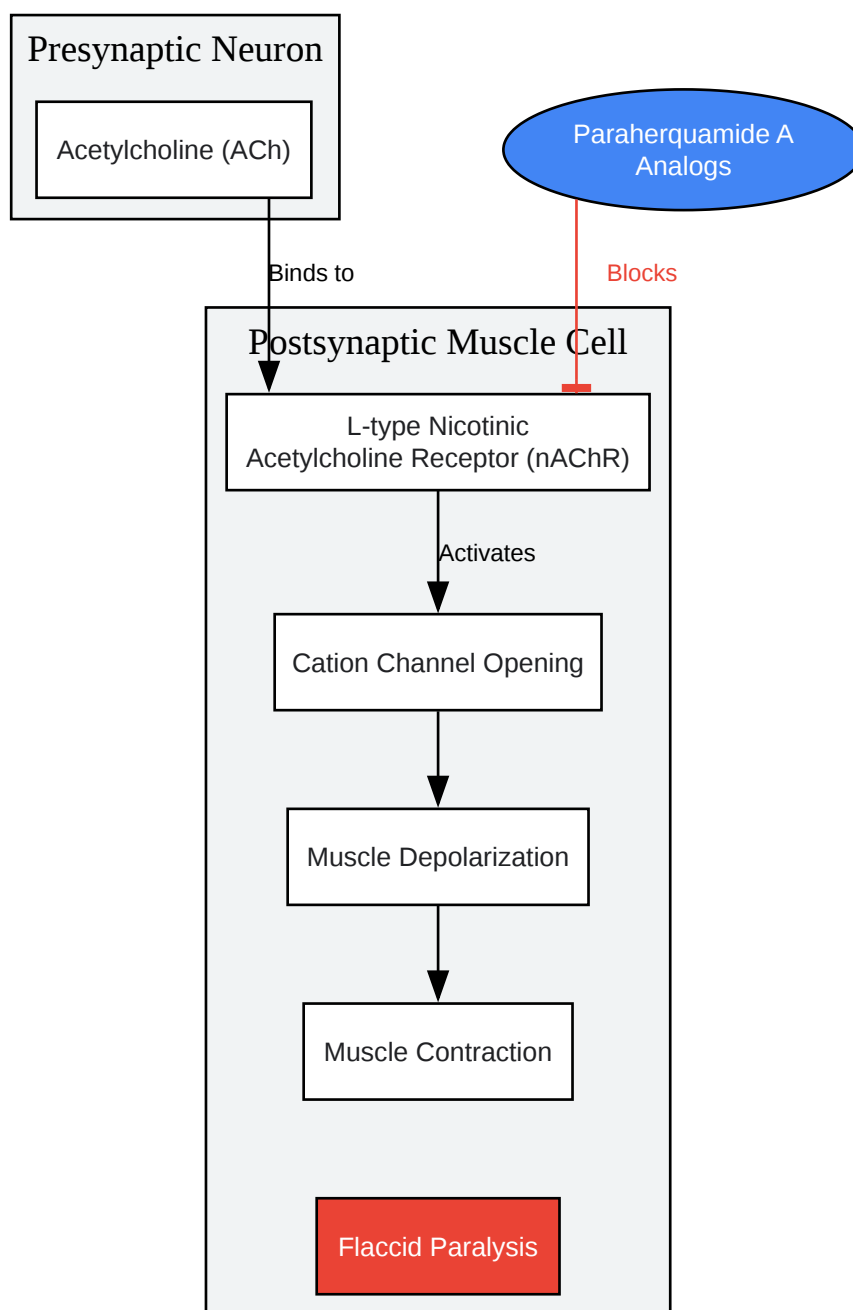 Presynaptic Neuron
Acetylcholine (ACh)
Paraherquamide A
Analogs
Binds to
Blocks
Postsynaptic Muscle Cell
L-type Nicotinic
Acetylcholine Receptor (nAChR)
Activates
Cation Channel Opening
Muscle Depolarization
Muscle Contraction
Flaccid Paralysis